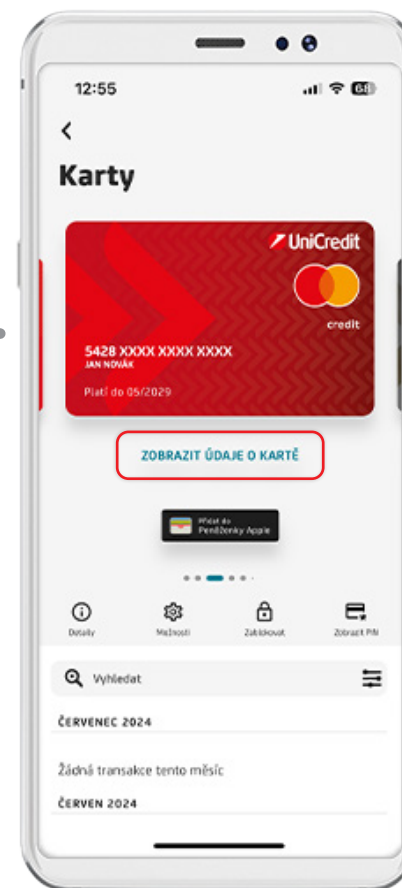 12:55
68
Karty
UniCredit
credit
5428 XXXX XXXX XXXX
JAN NOVÁK
Platí do 05/2029
ZOBRAZIT ÚDAJE O KARTĚ
Přidat do
Peněženky Apple
Detaily
Možnosti
Zablokovat
Zobrazit PIN
Vyhledat
ČERVENEC 2024
Žádná transakce tento měsíc
ČERVEN 2024